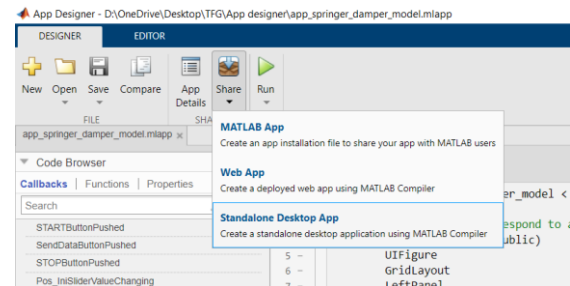 App Designer - D:\OneDrive\Desktop\TFG\App designer\app_springer_damper_model.mlapp
DESIGNER EDITOR
New Open Save Compare App Details Share Run
FILE SHA
app_springer_damper_model.mlapp
MATLAB App
Create an app installation file to share your app with MATLAB users
Code Browser
Callbacks | Functions | Properties
Web App
Create a deployed web app using MATLAB Compiler
er_model <
Search
Standalone Desktop App
Create a standalone desktop application using MATLAB Compiler
espond to a
ublic)
STARTButtonPushed
SendDataButtonPushed
5 - UIFigure
STOPButtonPushed
6 - GridLayout
Pos_IniSliderValueChanging
LeftPanel